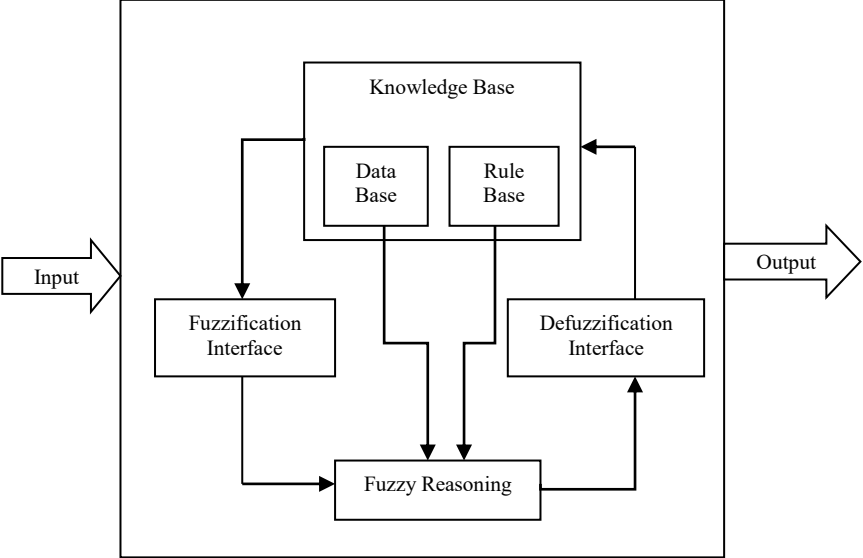 Knowledge Base
Data
Base
Rule
Base
Input
Output
Fuzzification
Interface
Defuzzification
Interface
Fuzzy Reasoning